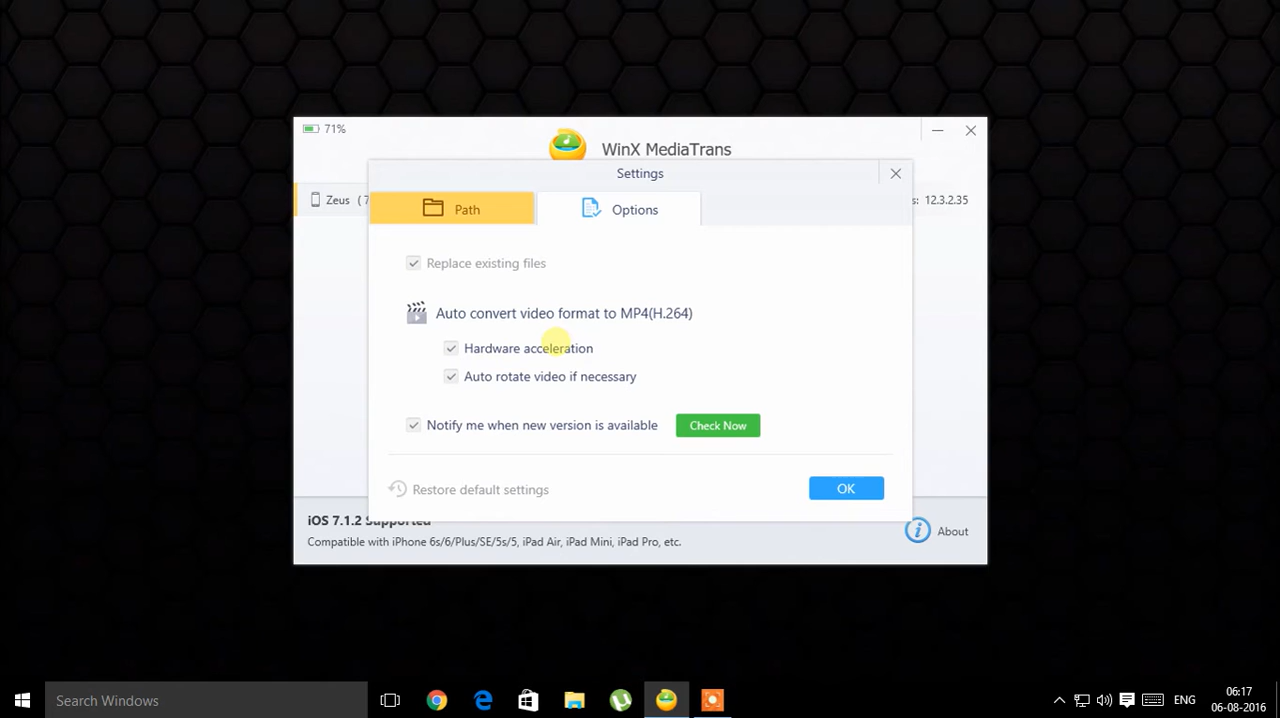 71%
WinX MediaTrans
Settings
Zeus ( 7
Path
Options
s: 12.3.2.35
Replace existing files
Auto convert video format to MP4(H.264)
Hardware acceleration
Auto rotate video if necessary
Notify me when new version is available
Check Now
Restore default settings
OK
iOS 7.1.2 Supported
Compatible with iPhone 6s/6/Plus/SE/5s/5, iPad Air, iPad Mini, iPad Pro, etc.
About
Search Windows
ENG
06:17
06-08-2016